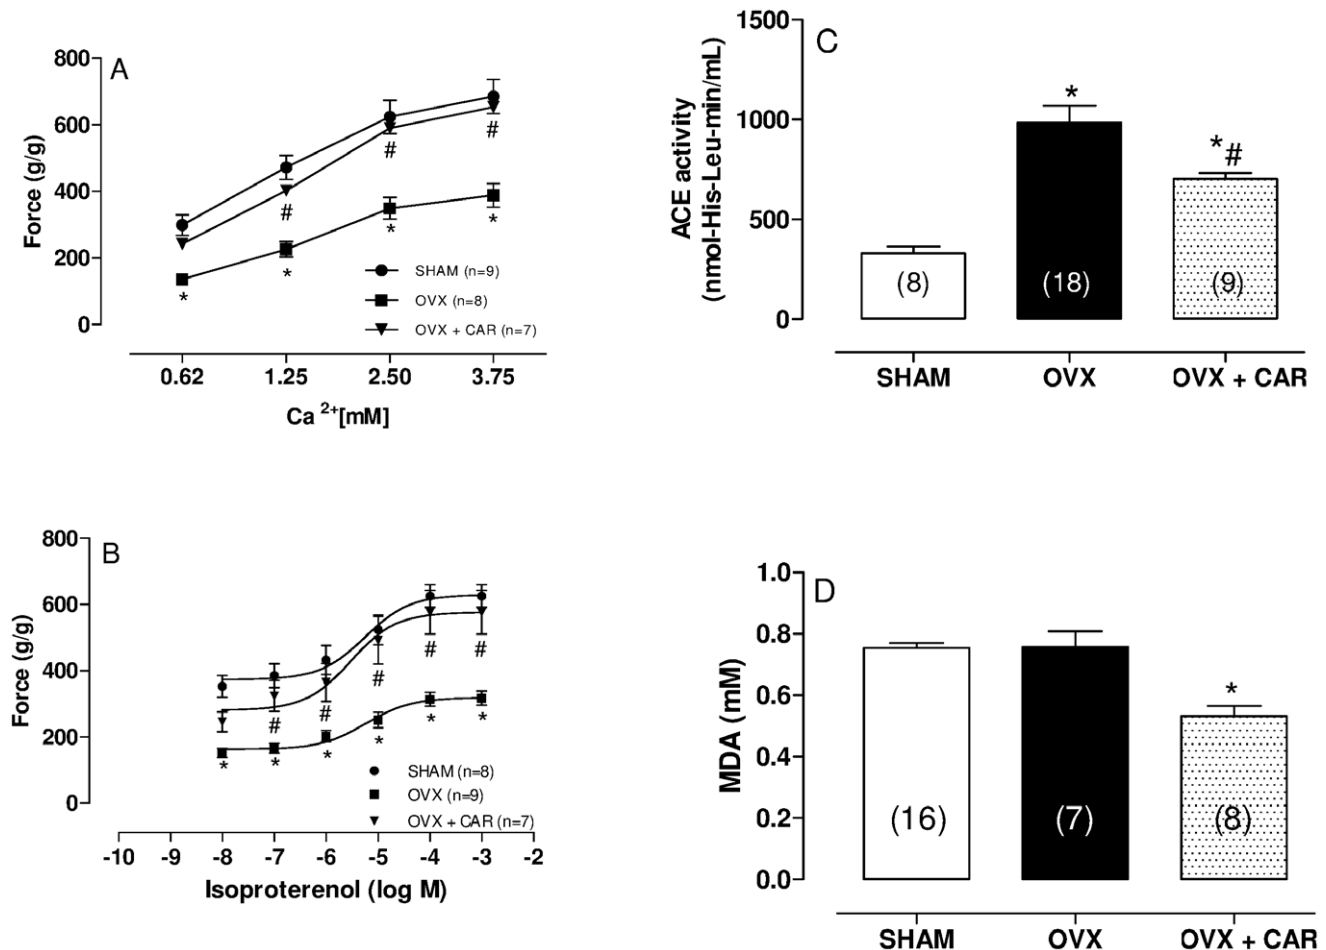 A
Force (g/g)
800
600
400
200
0
#
#
#
*
*
*
*
SHAM (n=9)
OVX (n=8)
OVX + CAR (n=7)
0.62 1.25 2.50 3.75
Ca 2+[mM]
C
ACE activity
(nmol-His-Leu-min/mL)
1500
1000
500
0
*
*#
(8) (18) (9)
SHAM OVX OVX + CAR
B
Force (g/g)
800
600
400
200
0
# # # # #
* * * * * *
SHAM (n=8)
OVX (n=9)
OVX + CAR (n=7)
-10 -9 -8 -7 -6 -5 -4 -3 -2
Isoproterenol (log M)
D
MDA (mM)
1.0
0.8
0.6
0.4
0.2
0.0
*
(16) (7) (8)
SHAM OVX OVX + CAR